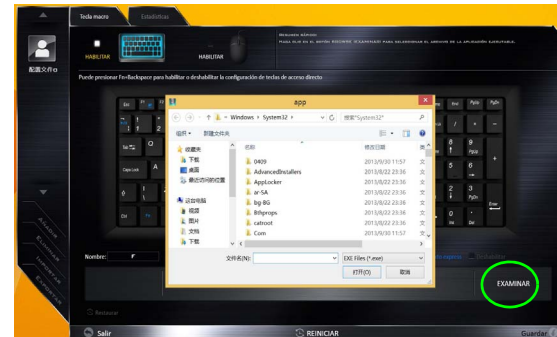 Tecla macro Estadísticas
HABILITAR
HABILITAR
配置文件0
Puede presionar Fn+Backspace para habilitar o deshabilitar la configuración de teclas de acceso directo
app
Windows ▸ System32 ▸
搜索"System32"
组织 新建文件夹
收藏夹
下载
桌面
最近访问的位置
这台电脑
视频
图片
文档
下载
名称 修改日期
0409 2013/9/30 11:57
AdvancedInstallers 2013/8/22 23:36
AppLocker 2013/8/22 23:36
ar-SA 2013/8/22 23:36
bg-BG 2013/8/22 23:36
Bthprops 2013/8/22 23:36
catroot 2013/8/22 23:36
Com 2013/9/30 11:57
文件名(N):
EXE Files (*.exe)
打开(O) 取消
Nombre: F
EXAMINAR
AÑADIR
ELIMINAR
IMPORTAR
EXPORTAR
Restaurar
Salir REINICIAR Guardar